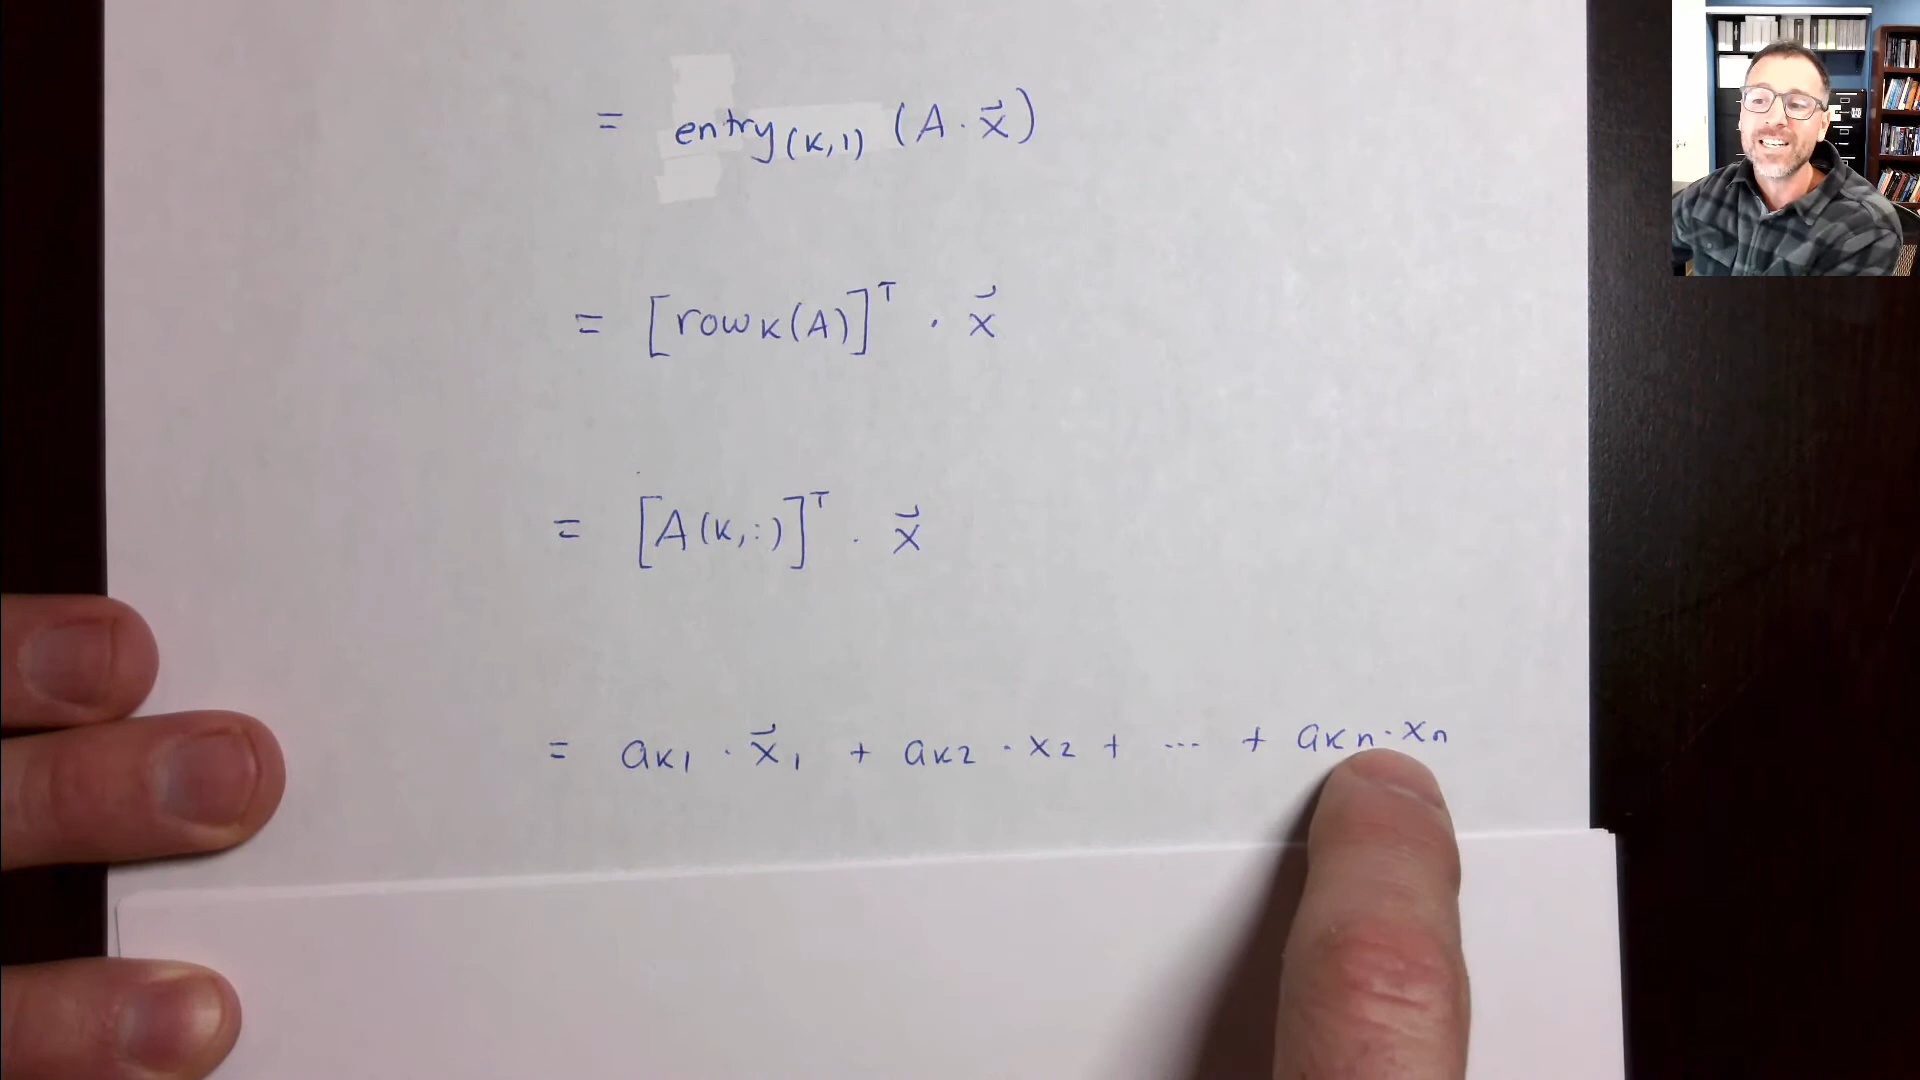 = entry(k,1) (A · x⃗)
= [rowk(A)]ᵀ · x⃗
= [A(k,:)]ᵀ · x⃗
= ak1 · x⃗1 + ak2 · x2 + ... + akn · xn